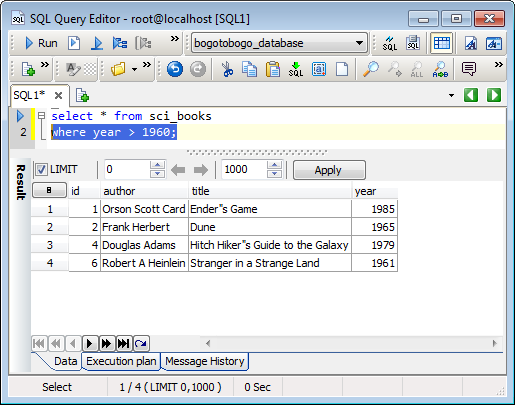 SQL Query Editor - root@localhost [SQL1]
Run bogotobogo_database SQL
SQL ALL A⇄B
SQL1*
select * from sci_books
2 where year > 1960;
Result
LIMIT 0 1000 Apply
id author title year
1 1 Orson Scott Card Ender"s Game 1985
2 2 Frank Herbert Dune 1965
3 4 Douglas Adams Hitch Hiker"s Guide to the Galaxy 1979
4 6 Robert A Heinlein Stranger in a Strange Land 1961
Data Execution plan Message History
Select 1 / 4 ( LIMIT 0,1000 ) 0 Sec